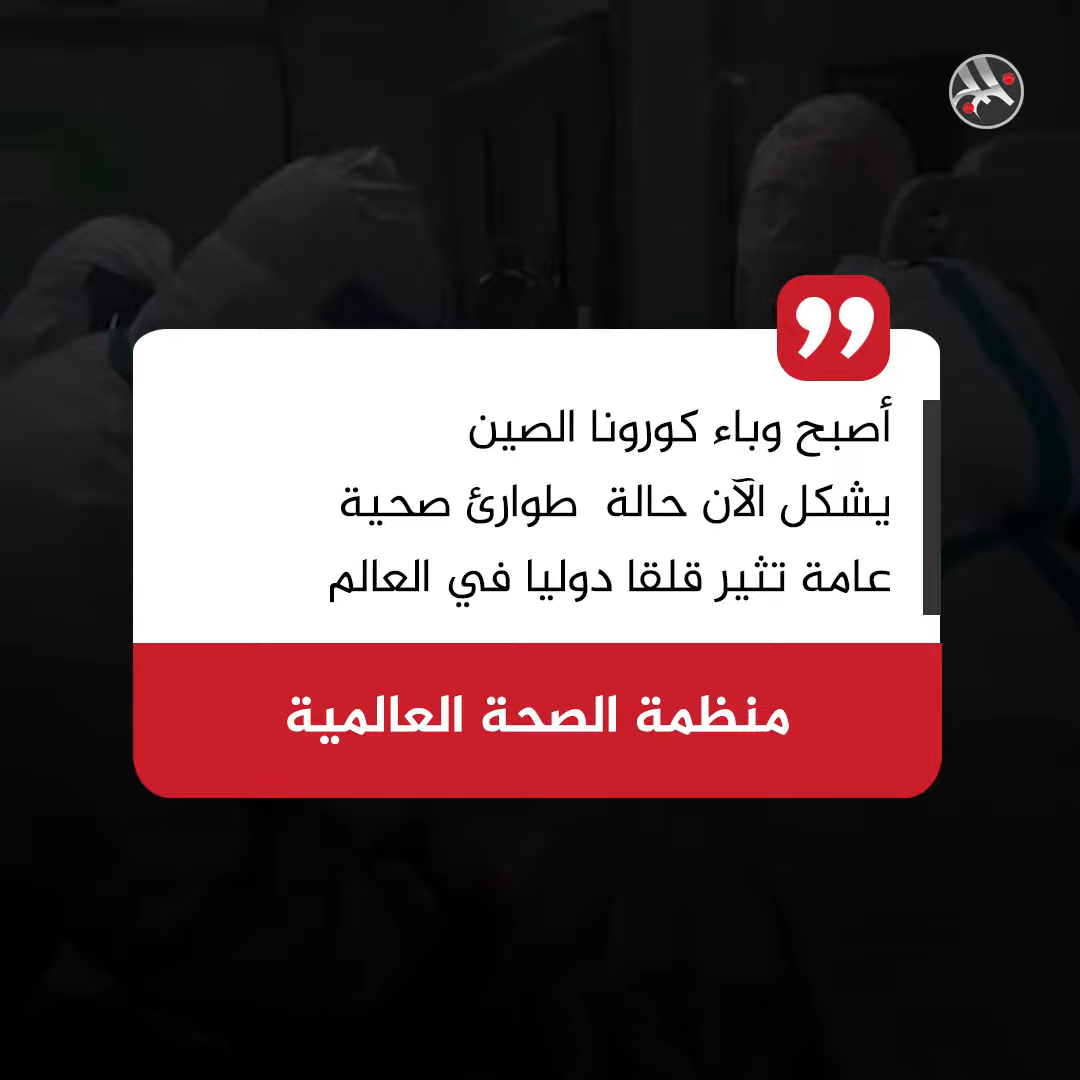 أصبح وباء كورونا الصين
يشكل الآن حالة طوارئ صحية
عامة تثير قلقا دوليا في العالم
منظمة الصحة العالمية